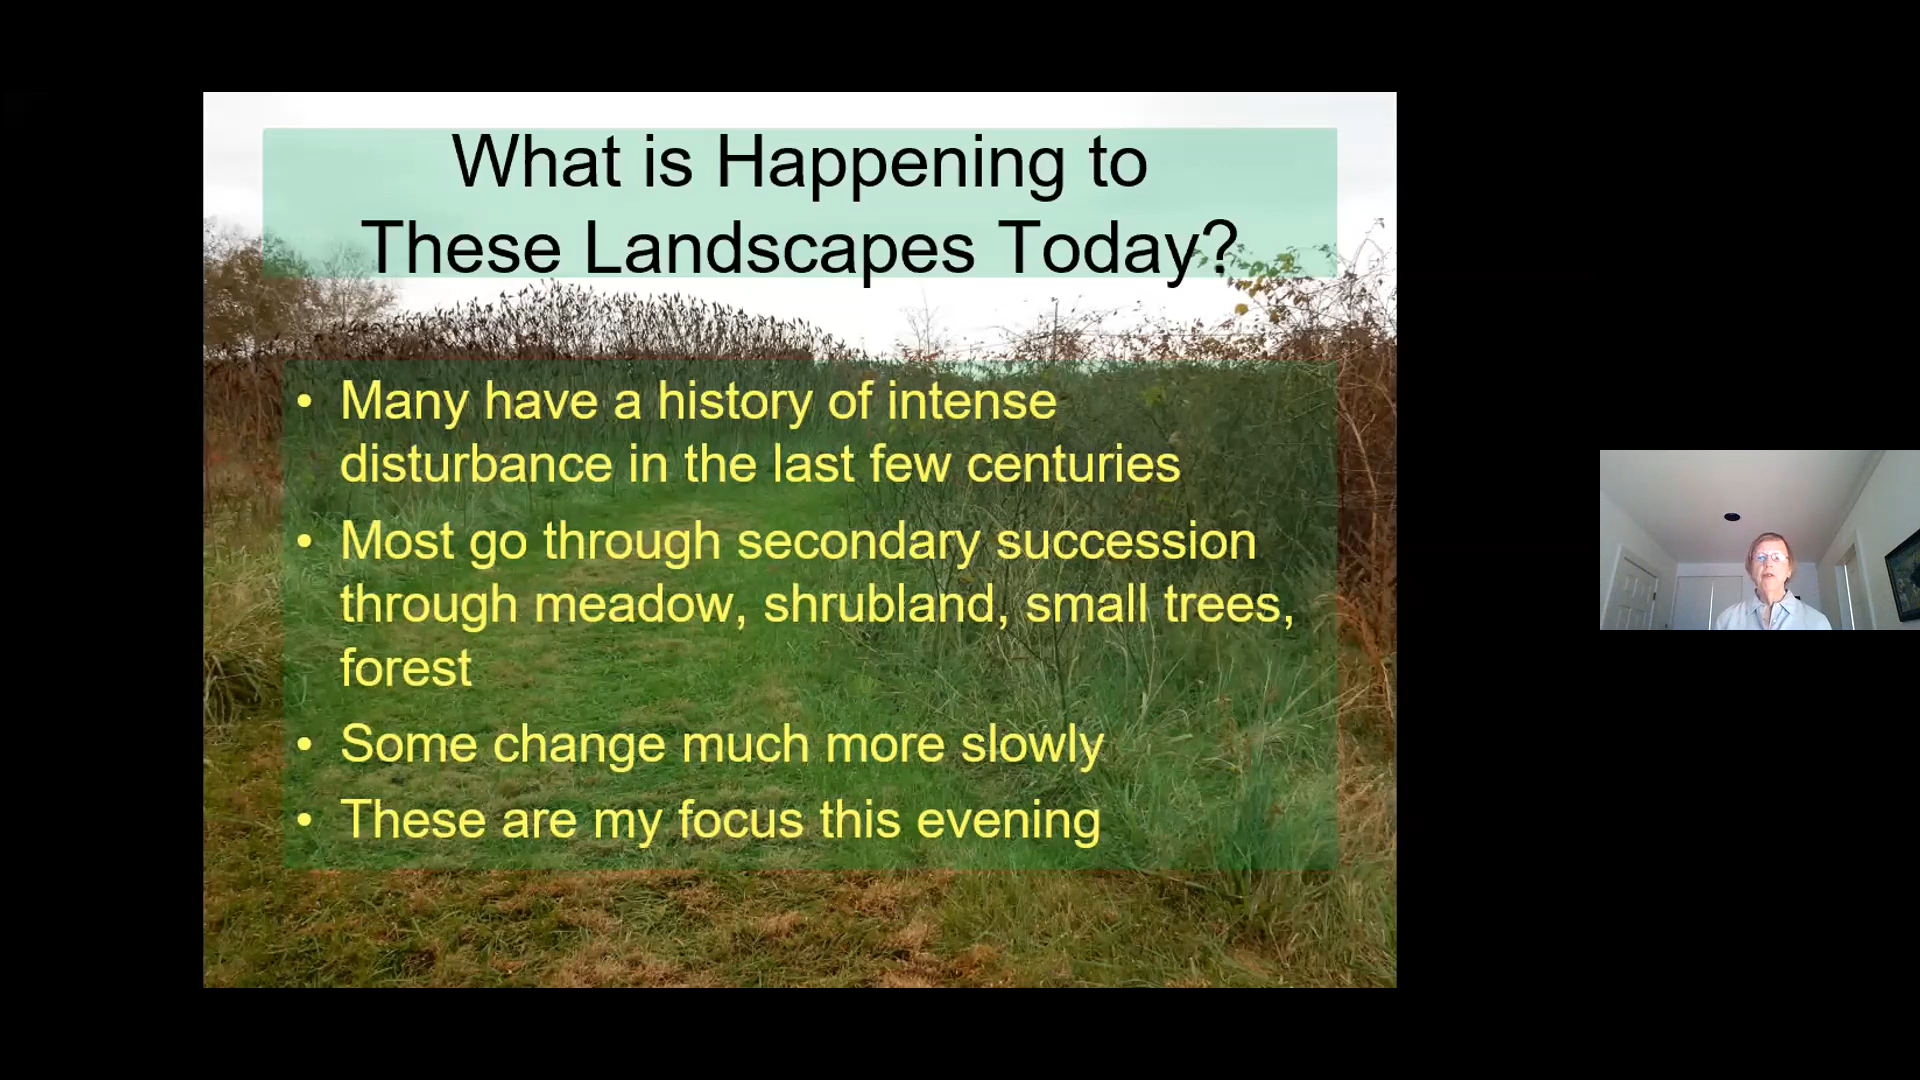 What is Happening to
These Landscapes Today?
• Many have a history of intense
disturbance in the last few centuries
• Most go through secondary succession
through meadow, shrubland, small trees,
forest
• Some change much more slowly
• These are my focus this evening